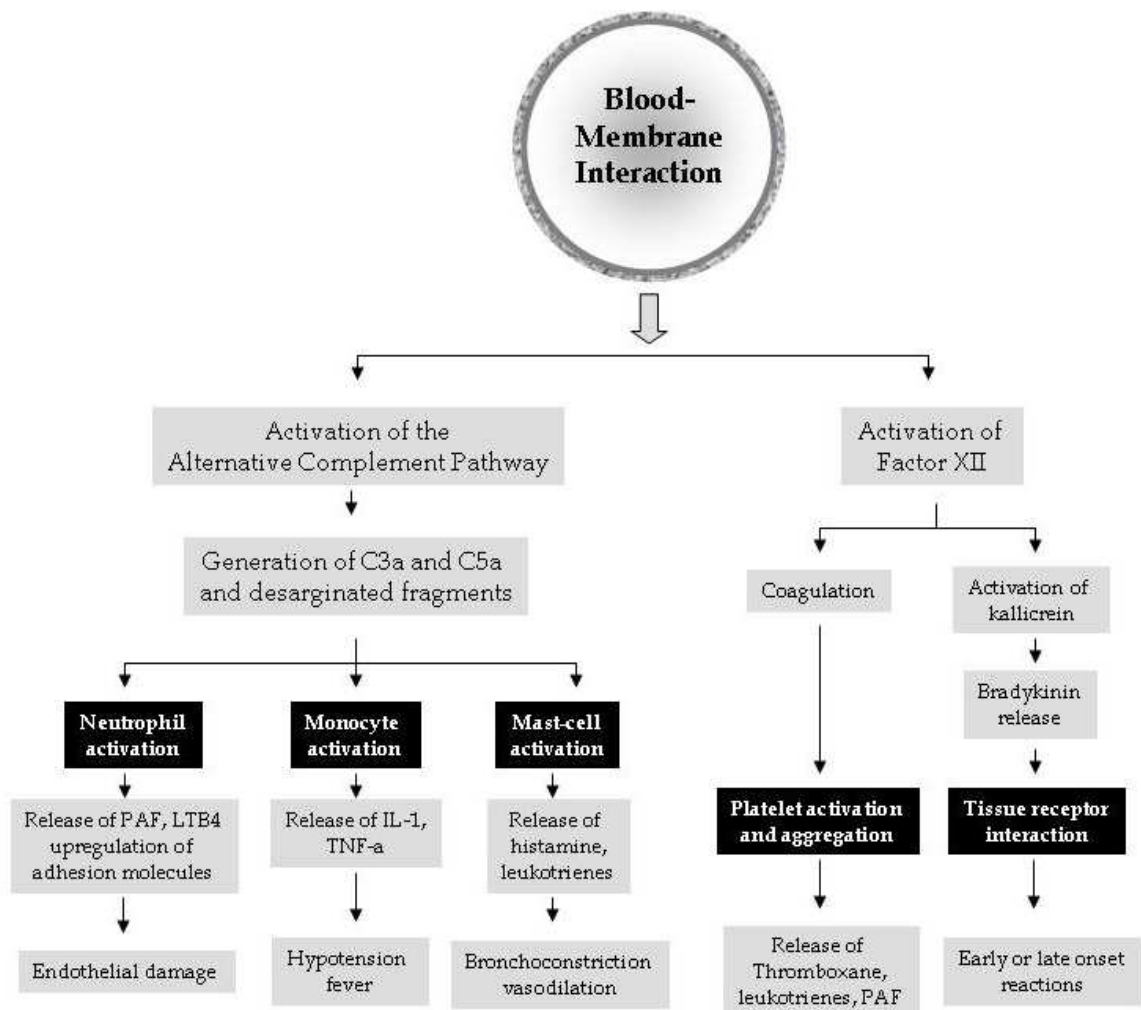 Blood-
Membrane
Interaction
Activation of the
Alternative Complement Pathway
Activation of
Factor XII
Generation of C3a and C5a
and desarginated fragments
Coagulation
Activation of
kallicrein
Bradykinin
release
Neutrophil
activation
Monocyte
activation
Mast-cell
activation
Platelet activation
and aggregation
Tissue receptor
interaction
Release of PAF, LTB4
upregulation of
adhesion molecules
Release of IL-1,
TNF-a
Release of
histamine,
leukotrienes
Endothelial damage
Hypotension
fever
Bronchoconstriction
vasodilation
Release of
Thromboxane,
leukotrienes, PAF
Early or late onset
reactions